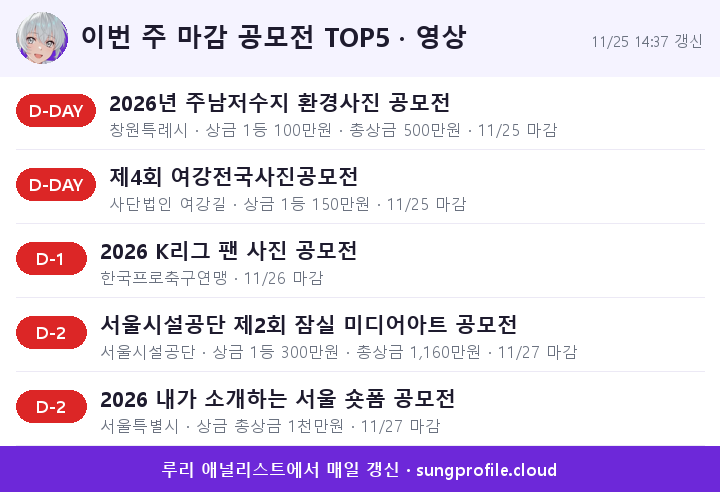 이번 주 마감 공모전 TOP5 · 영상
11/25 14:37 갱신
D-DAY
2026년 주남저수지 환경사진 공모전
창원특례시 · 상금 1등 100만원 · 총상금 500만원 · 11/25 마감
D-DAY
제4회 여강전국사진공모전
사단법인 여강길 · 상금 1등 150만원 · 11/25 마감
D-1
2026 K리그 팬 사진 공모전
한국프로축구연맹 · 11/26 마감
D-2
서울시설공단 제2회 잠실 미디어아트 공모전
서울시설공단 · 상금 1등 300만원 · 총상금 1,160만원 · 11/27 마감
D-2
2026 내가 소개하는 서울 숏폼 공모전
서울특별시 · 상금 총상금 1천만원 · 11/27 마감
루리 애널리스트에서 매일 갱신 · sungprofile.cloud